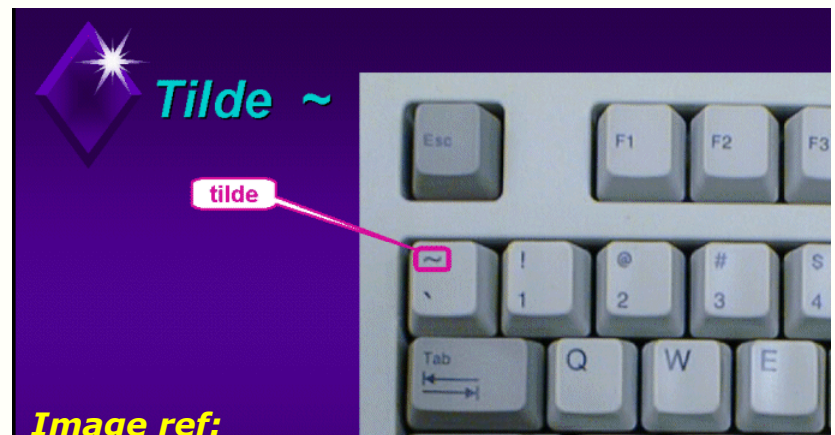 Tilde ~
tilde
Esc F1 F2 F3
~ ! @ # $
` 1 2 3 4
Tab Q W E
Image ref: